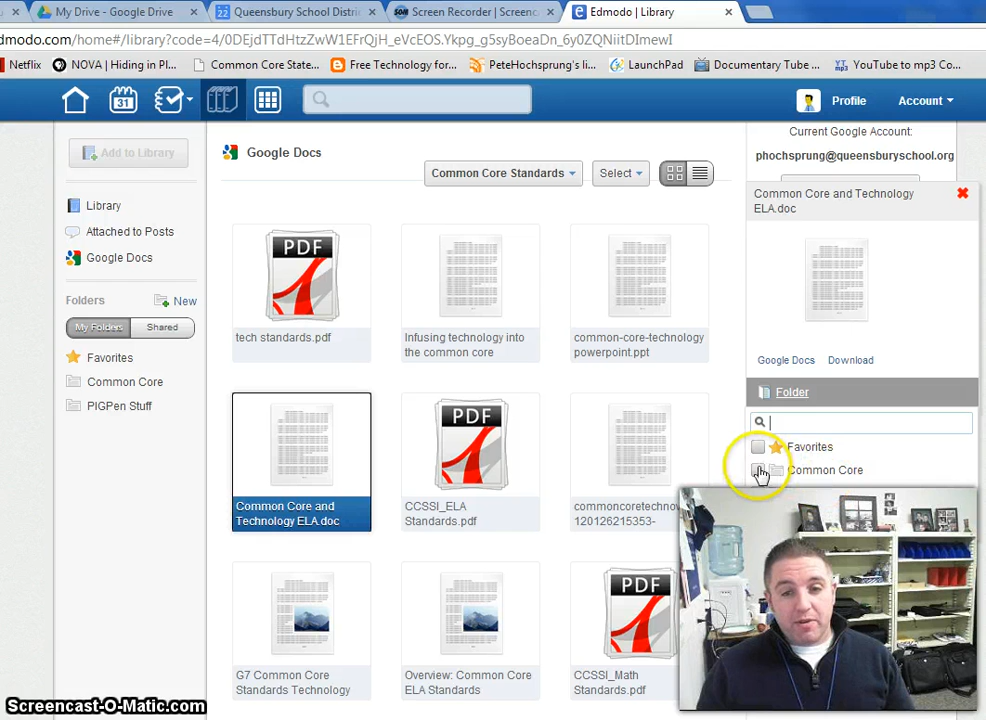 My Drive - Google Drive
Queensbury School Distri
Screen Recorder | Screenc
Edmodo | Library
dmodo.com/home#/library?code=4/0DEjdTTdHtzZwW1EFrQjH_eVcEOS.Ykpg_g5syBoeaDn_6y0ZQNiitDImewI
Netflix
NOVA | Hiding in Pl...
Common Core State...
Free Technology for...
PeteHochsprung's li...
LaunchPad
Documentary Tube ...
YouTube to mp3 Co...
31
Profile
Account
Add to Library
Library
Attached to Posts
Google Docs
Folders
New
My Folders
Shared
Favorites
Common Core
PIGPen Stuff
Google Docs
Common Core Standards
Select
PDF
tech standards.pdf
Infusing technology into
the common core
common-core-technology
powerpoint.ppt
Common Core and
Technology ELA.doc
PDF
CCSSI_ELA
Standards.pdf
commoncoretechnov
120126215353-
G7 Common Core
Standards Technology
Overview: Common Core
ELA Standards
PDF
CCSSI_Math
Standards.pdf
Current Google Account:
phochsprung@queensburyschool.org
Common Core and Technology
ELA.doc
Google Docs
Download
Folder
Favorites
Common Core
Screencast-O-Matic.com